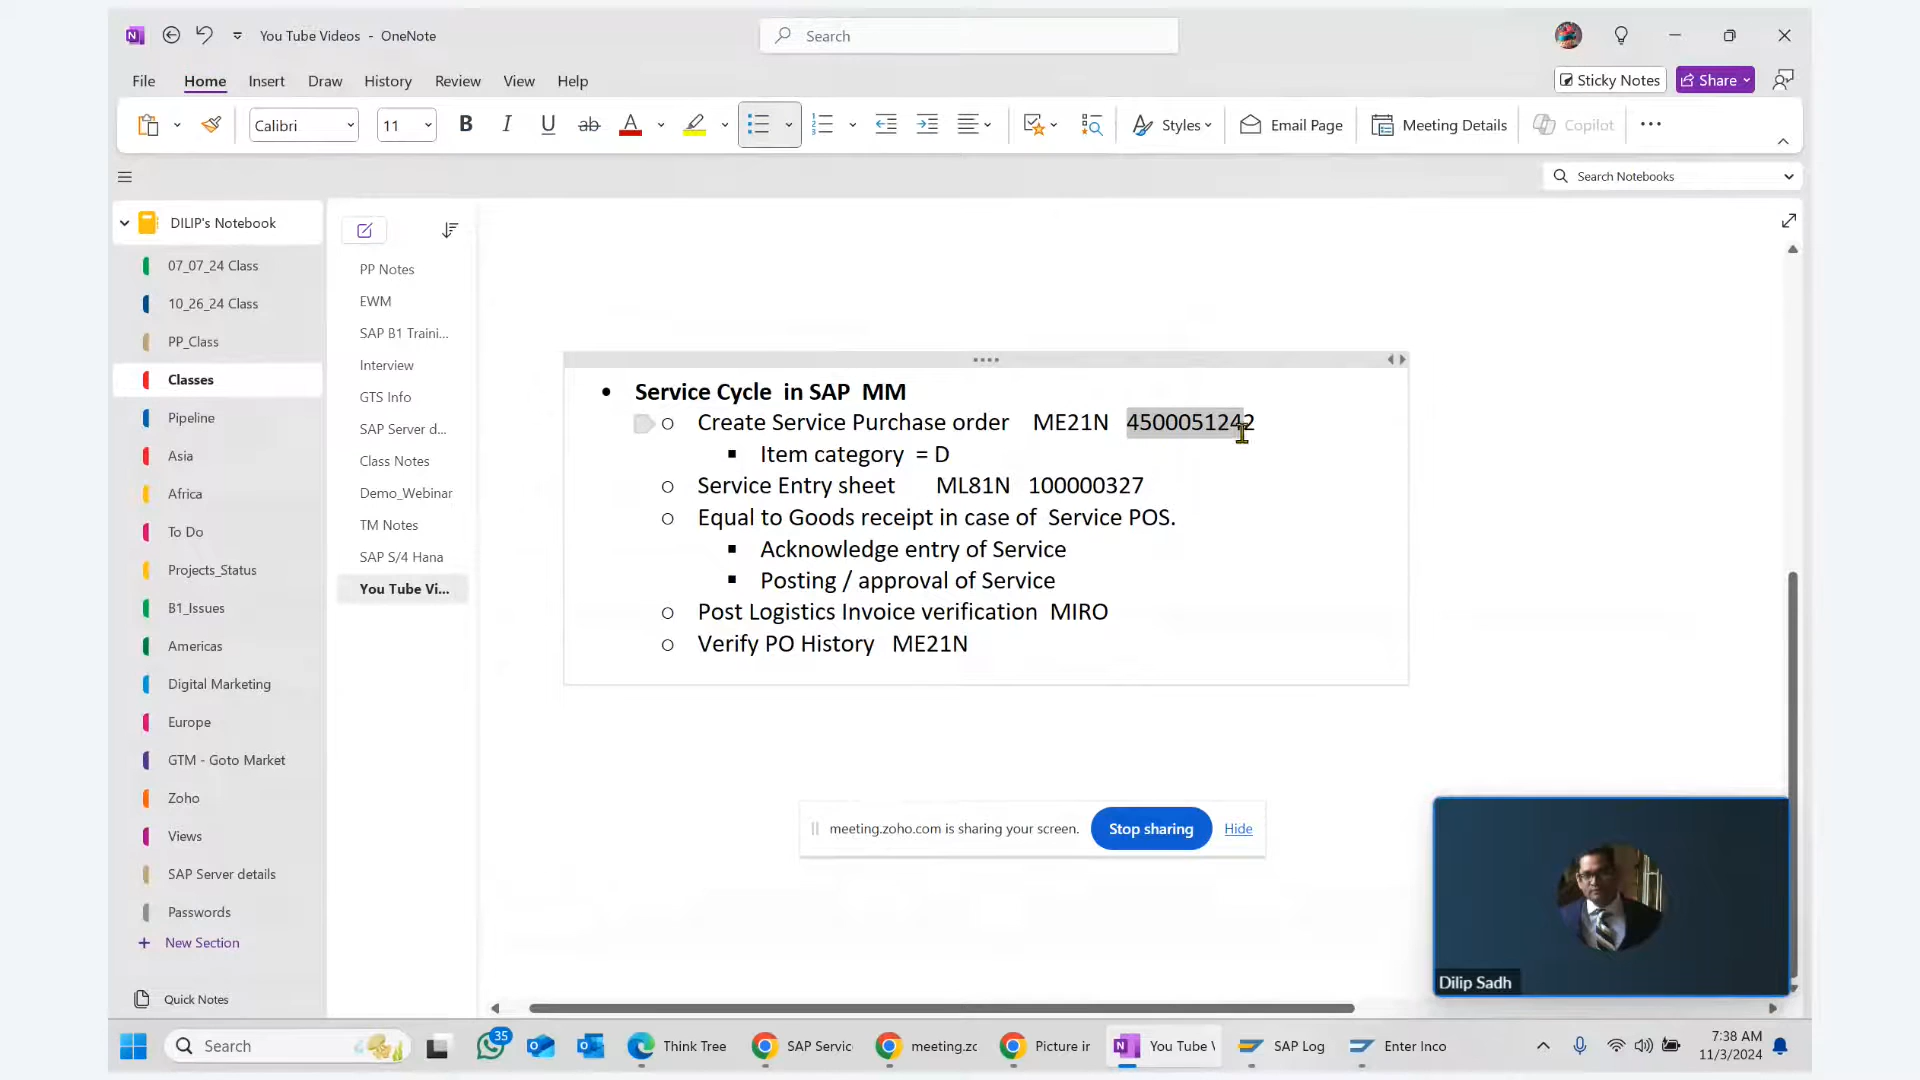 You Tube Videos - OneNote
Search
File Home Insert Draw History Review View Help
Sticky Notes
Share
Calibri
11
B I U ab A
Styles
Email Page
Meeting Details
Copilot
Search Notebooks
DILIP's Notebook
07_07_24 Class
10_26_24 Class
PP_Class
Classes
Pipeline
Asia
Africa
To Do
Projects_Status
B1_Issues
Americas
Digital Marketing
Europe
GTM - Goto Market
Zoho
Views
SAP Server details
Passwords
+ New Section
Quick Notes
PP Notes
EWM
SAP B1 Traini...
Interview
GTS Info
SAP Server d...
Class Notes
Demo_Webinar
TM Notes
SAP S/4 Hana
You Tube Vi...
• Service Cycle in SAP MM
o Create Service Purchase order ME21N 4500051242
▪ Item category = D
o Service Entry sheet ML81N 100000327
o Equal to Goods receipt in case of Service POS.
▪ Acknowledge entry of Service
▪ Posting / approval of Service
o Post Logistics Invoice verification MIRO
o Verify PO History ME21N
meeting.zoho.com is sharing your screen.
Stop sharing
Hide
Dilip Sadh
Search
35
Think Tree
SAP Servic
meeting.zc
Picture ir
You Tube V
SAP Log
Enter Inco
7:38 AM
11/3/2024